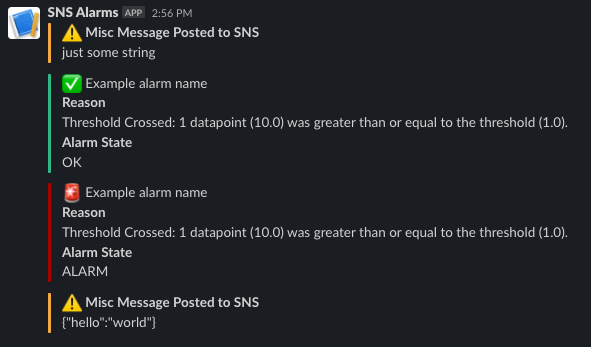 SNS Alarms APP 2:56 PM
⚠️ Misc Message Posted to SNS
just some string
✅ Example alarm name
Reason
Threshold Crossed: 1 datapoint (10.0) was greater than or equal to the threshold (1.0).
Alarm State
OK
🚨 Example alarm name
Reason
Threshold Crossed: 1 datapoint (10.0) was greater than or equal to the threshold (1.0).
Alarm State
ALARM
⚠️ Misc Message Posted to SNS
{"hello":"world"}